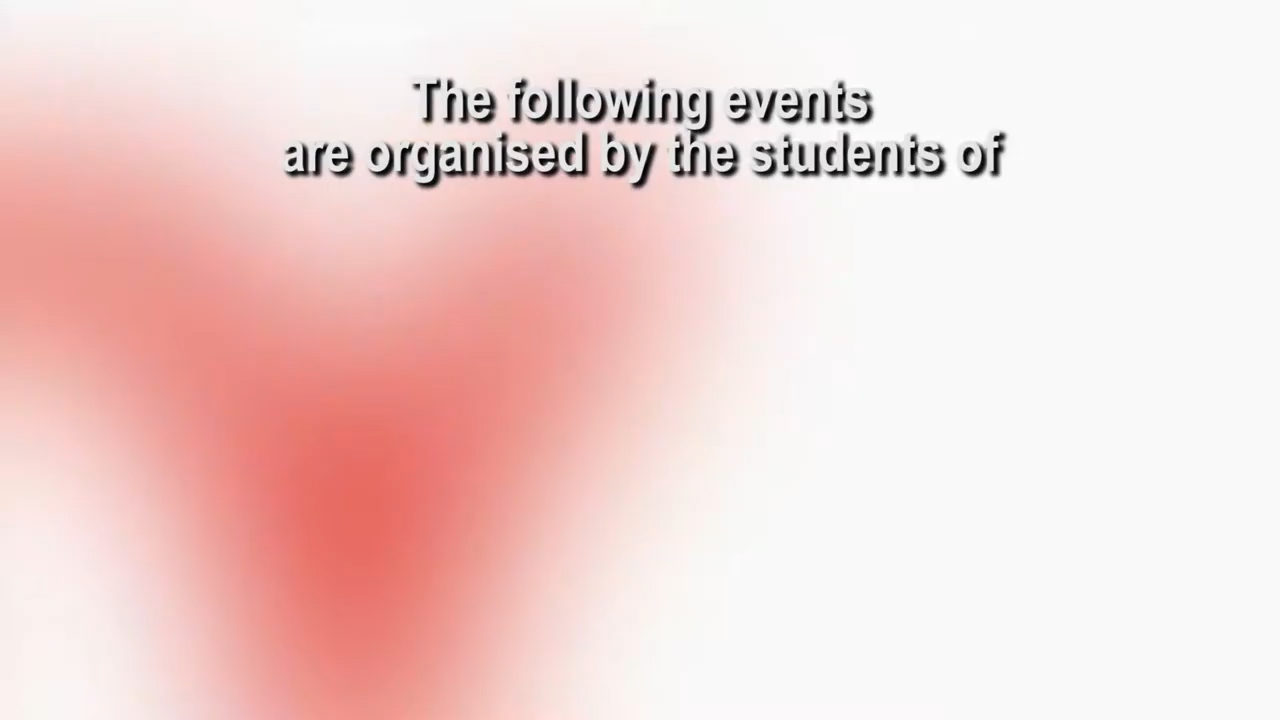 The following events
are organised by the students of